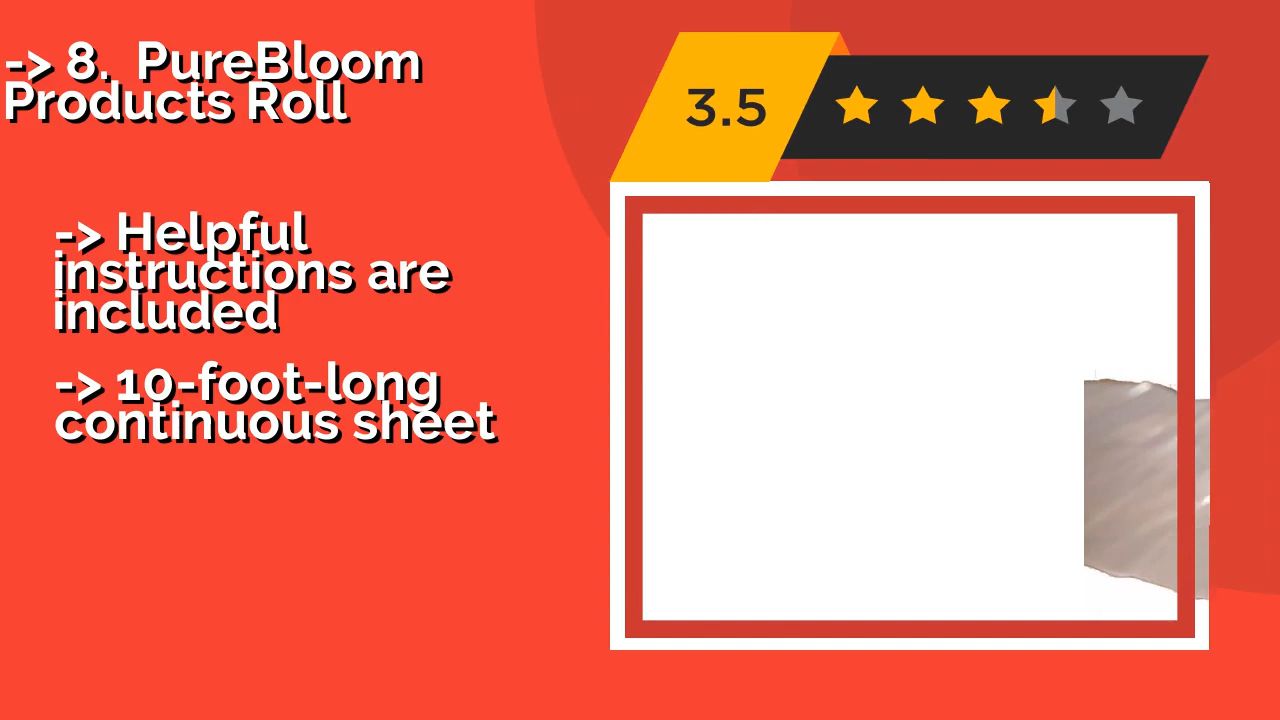 -> 8. PureBloom
Products Roll
3.5
-> Helpful
instructions are
included
-> 10-foot-long
continuous sheet